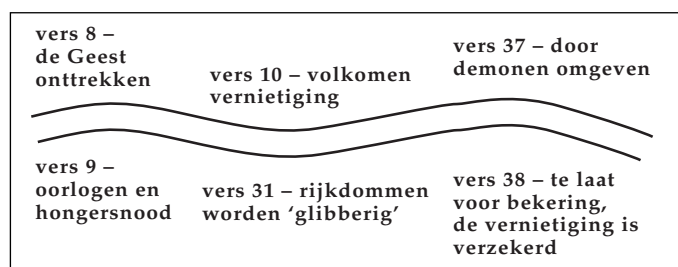 vers 8 –
de Geest
onttrekken
vers 10 – volkomen
vernietiging
vers 37 – door
demonen omgeven
vers 9 –
oorlogen en
hongersnood
vers 31 – rijkdommen
worden ‘glibberig’
vers 38 – te laat
voor bekering,
de vernietiging is
verzekerd